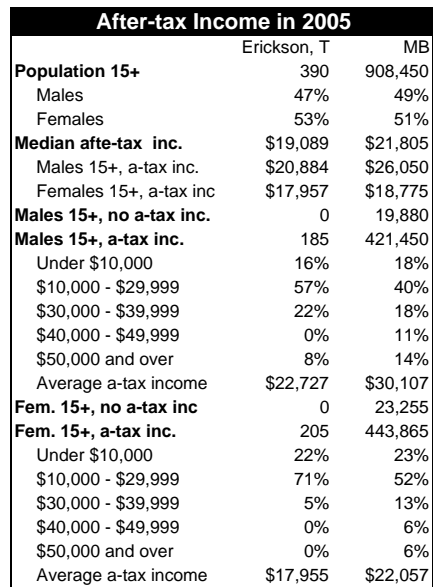 After-tax Income in 2005
Erickson, T MB
Population 15+ 390 908,450
Males 47% 49%
Females 53% 51%
Median afte-tax inc. $19,089 $21,805
Males 15+, a-tax inc. $20,884 $26,050
Females 15+, a-tax inc $17,957 $18,775
Males 15+, no a-tax inc. 0 19,880
Males 15+, a-tax inc. 185 421,450
Under $10,000 16% 18%
$10,000 - $29,999 57% 40%
$30,000 - $39,999 22% 18%
$40,000 - $49,999 0% 11%
$50,000 and over 8% 14%
Average a-tax income $22,727 $30,107
Fem. 15+, no a-tax inc 0 23,255
Fem. 15+, a-tax inc. 205 443,865
Under $10,000 22% 23%
$10,000 - $29,999 71% 52%
$30,000 - $39,999 5% 13%
$40,000 - $49,999 0% 6%
$50,000 and over 0% 6%
Average a-tax income $17,955 $22,057